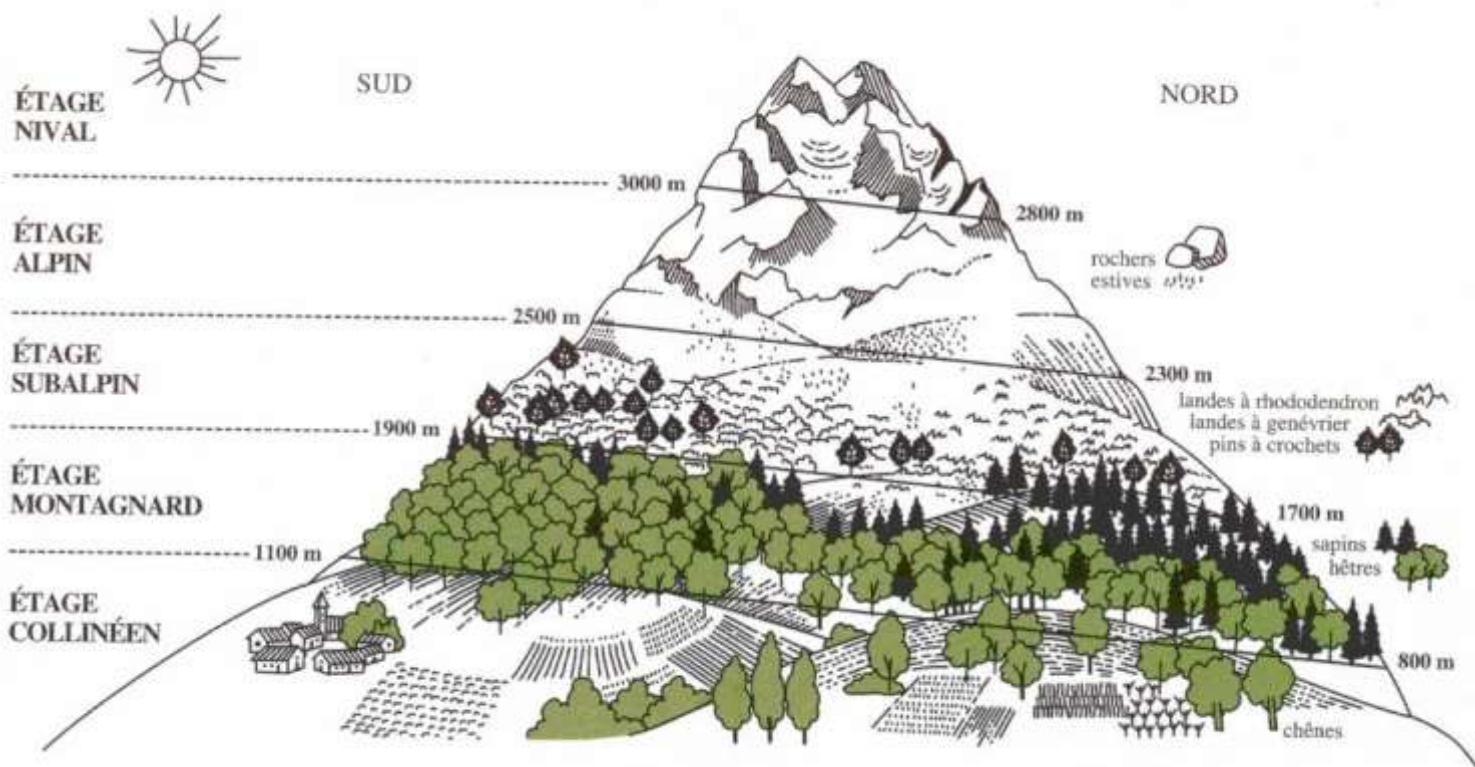 SUD
NORD
ÉTAGE
NIVAL
3000 m
2800 m
ÉTAGE
ALPIN
rochers
estives
2500 m
2300 m
ÉTAGE
SUBALPIN
landes à rhododendron
landes à genévrier
pins à crochets
1900 m
1700 m
ÉTAGE
MONTAGNARD
sapins
hêtres
1100 m
800 m
ÉTAGE
COLLINÉEN
chênes